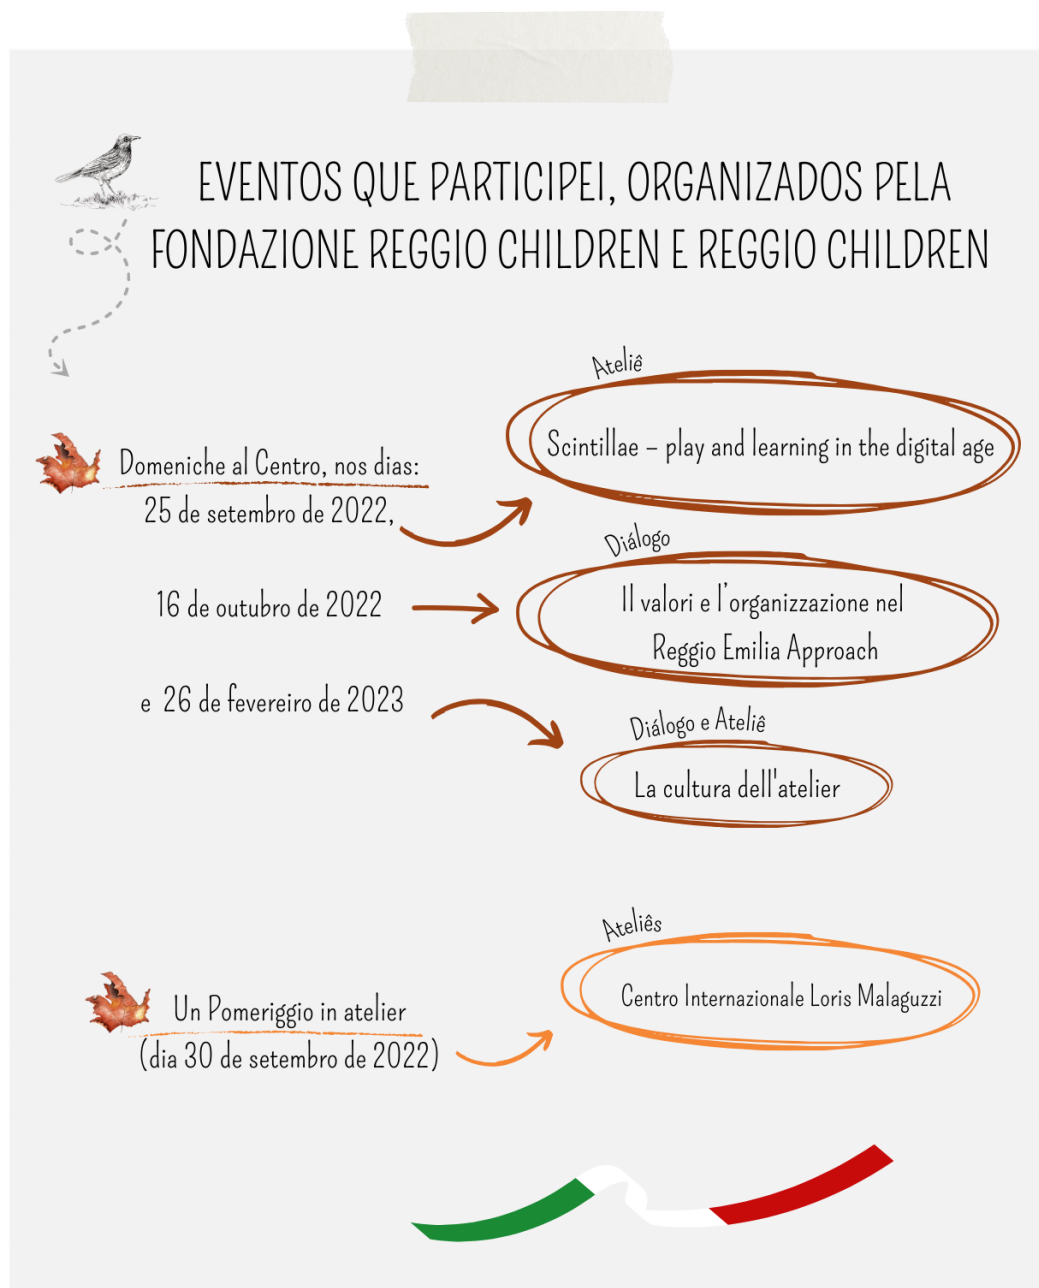 EVENTOS QUE PARTICIPEI, ORGANIZADOS PELA
FONDAZIONE REGGIO CHILDREN E REGGIO CHILDREN
Domeniche al Centro, nos dias:
25 de setembro de 2022,
Ateliê
Scintillae – play and learning in the digital age
16 de outubro de 2022
Diálogo
Il valori e l’organizzazione nel
Reggio Emilia Approach
e 26 de fevereiro de 2023
Diálogo e Ateliê
La cultura dell'atelier
Un Pomeriggio in atelier
(dia 30 de setembro de 2022)
Ateliês
Centro Internazionale Loris Malaguzzi